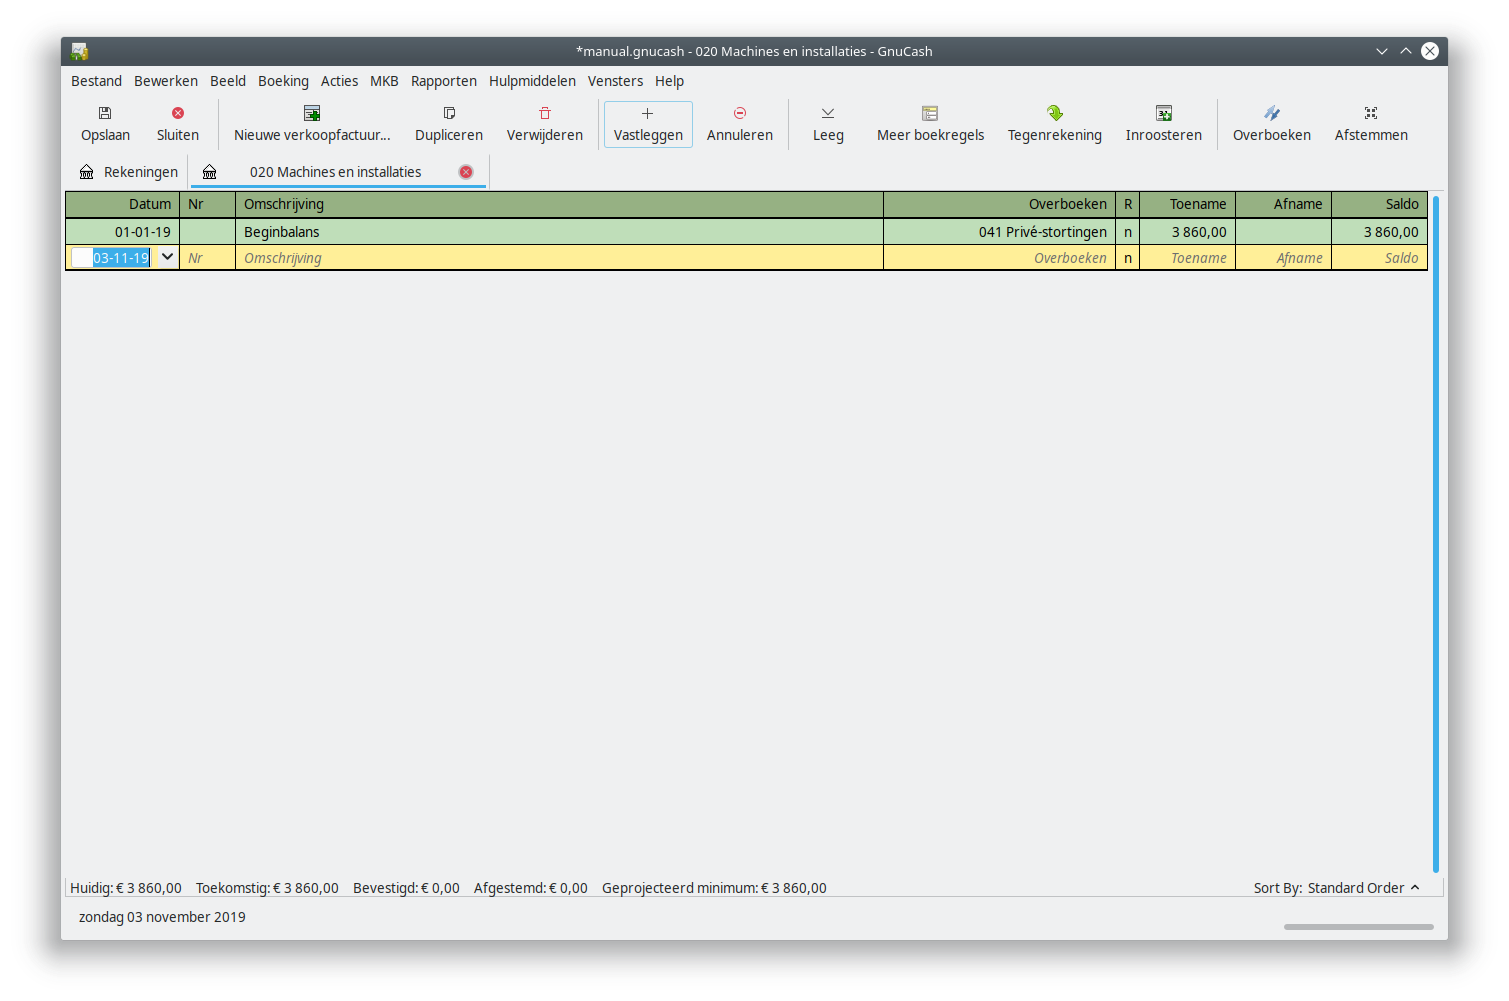 *manual.gnucash - 020 Machines en installaties - GnuCash
Bestand Bewerken Beeld Boeking Acties MKB Rapporten Hulpmiddelen Vensters Help
Opslaan Sluiten Nieuwe verkoopfactuur... Dupliceren Verwijderen Vastleggen Annuleren Leeg Meer boekregels Tegenrekening Inroosteren Overboeken Afstemmen
Rekeningen 020 Machines en installaties
Datum Nr Omschrijving Overboeken R Toename Afname Saldo
01-01-19 Beginbalans 041 Privé-stortingen n 3 860,00 3 860,00
03-11-19 Nr Omschrijving Overboeken n Toename Afname Saldo
Huidig: € 3 860,00 Toekomstig: € 3 860,00 Bevestigd: € 0,00 Afgestemd: € 0,00 Geprojecteerd minimum: € 3 860,00 Sort By: Standard Order
zondag 03 november 2019